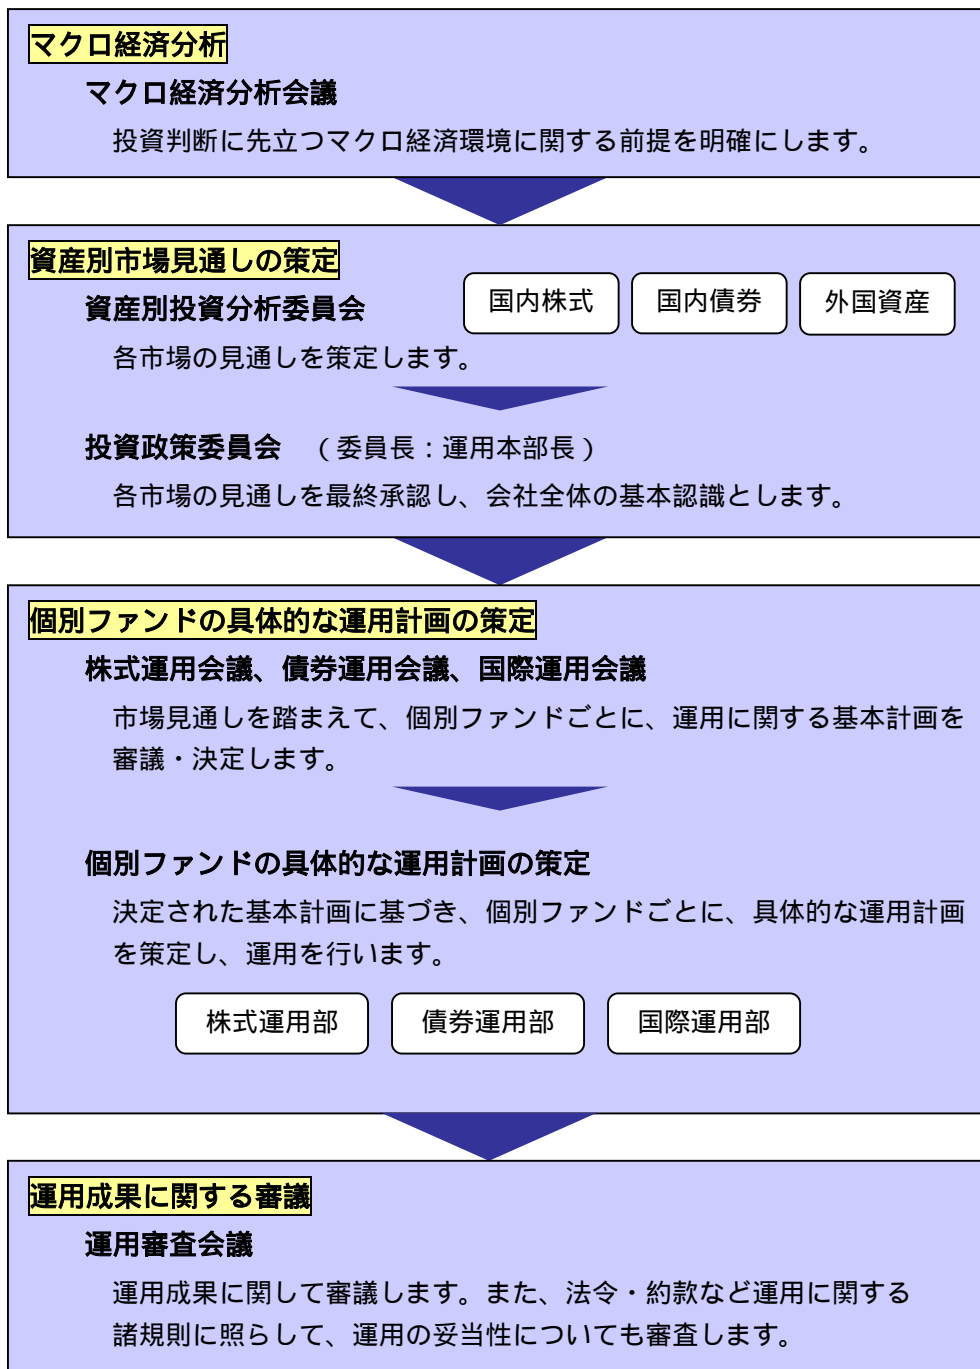 マクロ経済分析
マクロ経済分析会議
投資判断に先立つマクロ経済環境に関する前提を明確にします。
資産別市場見通しの策定
資産別投資分析委員会
国内株式 国内債券 外国資産
各市場の見通しを策定します。
投資政策委員会 （委員長：運用本部長）
各市場の見通しを最終承認し、会社全体の基本認識とします。
個別ファンドの具体的な運用計画の策定
株式運用会議、債券運用会議、国際運用会議
市場見通しを踏まえて、個別ファンドごとに、運用に関する基本計画を
審議・決定します。
個別ファンドの具体的な運用計画の策定
決定された基本計画に基づき、個別ファンドごとに、具体的な運用計画
を策定し、運用を行います。
株式運用部 債券運用部 国際運用部
運用成果に関する審議
運用審査会議
運用成果に関して審議します。また、法令・約款など運用に関する
諸規則に照らして、運用の妥当性についても審査します。